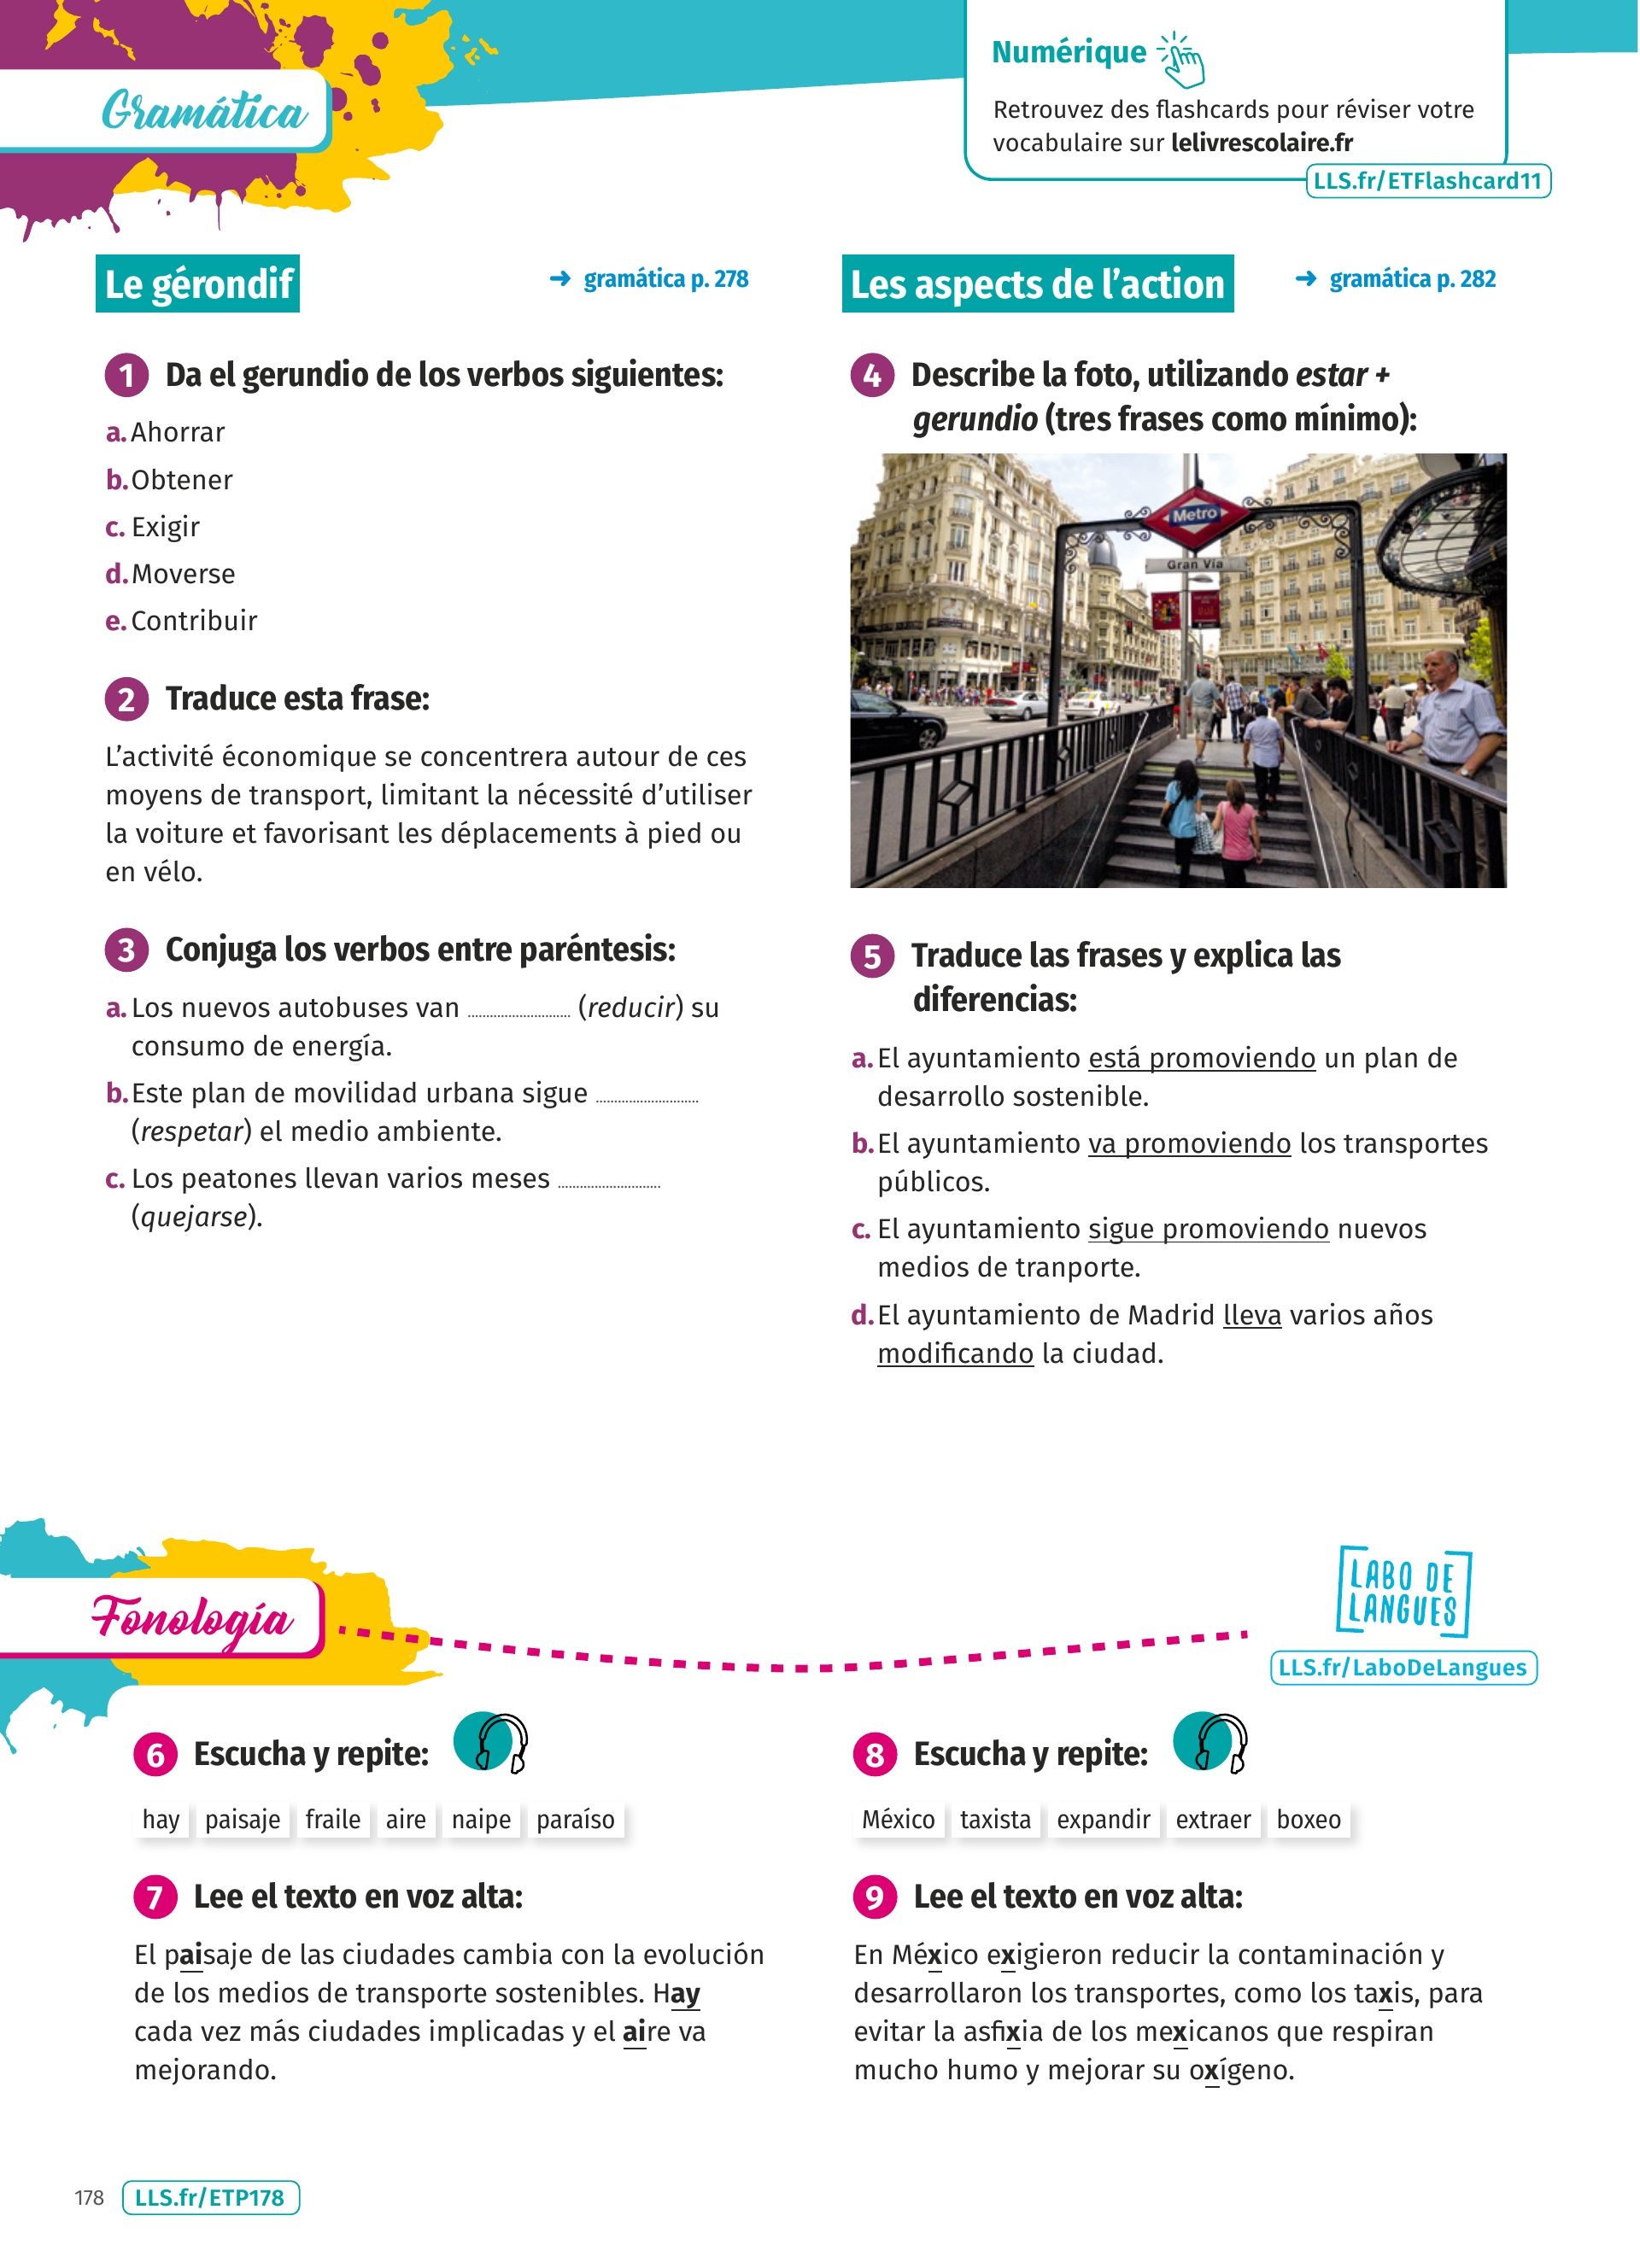 Gramática
Numérique
Retrouvez des flashcards pour réviser votre
vocabulaire sur lelivrescolaire.fr
LLS.fr/ETFlashcard11
Le gérondif
➜ gramática p. 278
1 Da el gerundio de los verbos siguientes:
a. Ahorrar
b. Obtener
c. Exigir
d. Moverse
e. Contribuir
2 Traduce esta frase:
L’activité économique se concentrera autour de ces
moyens de transport, limitant la nécessité d’utiliser
la voiture et favorisant les déplacements à pied ou
en vélo.
3 Conjuga los verbos entre paréntesis:
a. Los nuevos autobuses van ............................ (reducir) su
consumo de energía.
b. Este plan de movilidad urbana sigue ............................
(respetar) el medio ambiente.
c. Los peatones llevan varios meses ............................
(quejarse).
Les aspects de l’action
➜ gramática p. 282
4 Describe la foto, utilizando estar +
gerundio (tres frases como mínimo):
Metro
Gran Vía
5 Traduce las frases y explica las
diferencias:
a. El ayuntamiento está promoviendo un plan de
desarrollo sostenible.
b. El ayuntamiento va promoviendo los transportes
públicos.
c. El ayuntamiento sigue promoviendo nuevos
medios de tranporte.
d. El ayuntamiento de Madrid lleva varios años
modificando la ciudad.
Fonología
LABO DE
LANGUES
LLS.fr/LaboDeLangues
6 Escucha y repite:
hay paisaje fraile aire naipe paraíso
7 Lee el texto en voz alta:
El paisaje de las ciudades cambia con la evolución
de los medios de transporte sostenibles. Hay
cada vez más ciudades implicadas y el aire va
mejorando.
8 Escucha y repite:
México taxista expandir extraer boxeo
9 Lee el texto en voz alta:
En México exigieron reducir la contaminación y
desarrollaron los transportes, como los taxis, para
evitar la asfixia de los mexicanos que respiran
mucho humo y mejorar su oxígeno.
178 LLS.fr/ETP178